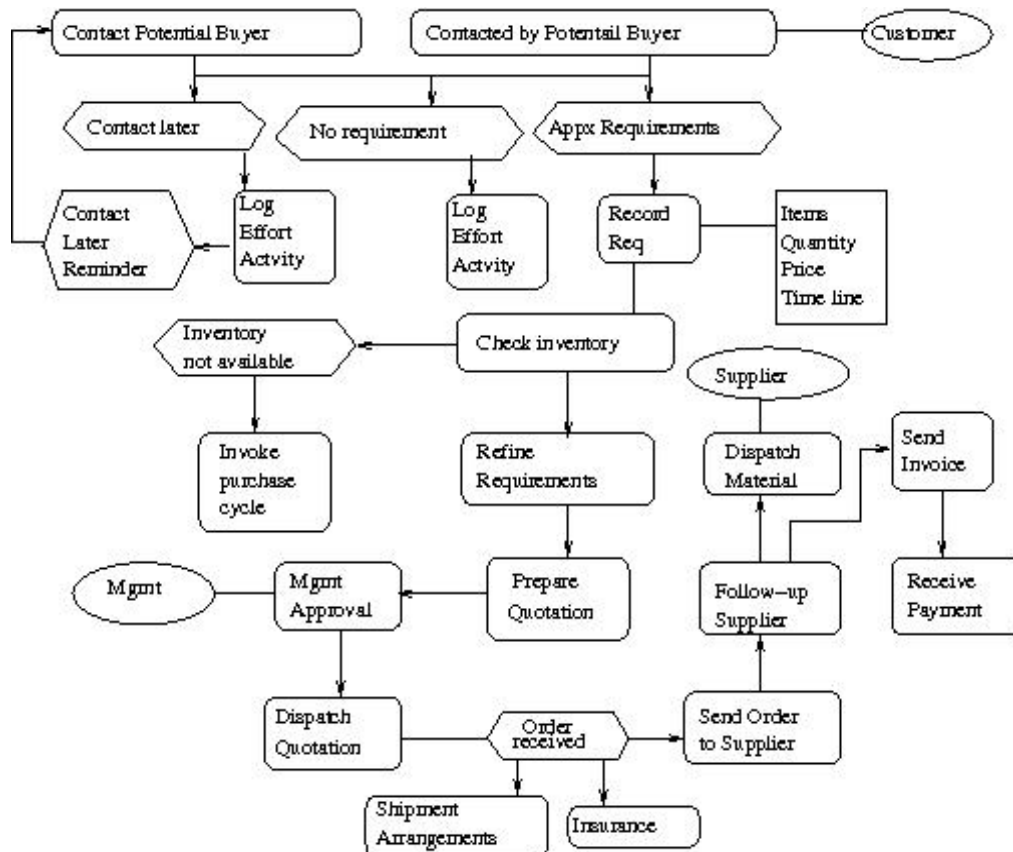 Contact Potential Buyer
Contacted by Potentail Buyer
Customer
Contact later
No requirement
Appx Requirements
Contact
Later
Reminder
Log
Effort
Actvity
Log
Effort
Actvity
Record
Req
Items
Quantity
Price
Time line
Inventory
not available
Check inventory
Supplier
Invoke
purchase
cycle
Refine
Requirements
Dispatch
Material
Send
Invoice
Mgmt
Mgmt
Approval
Prepare
Quotation
Follow-up
Supplier
Receive
Payment
Dispatch
Quotation
Order
received
Send Order
to Supplier
Shipment
Arrangements
Insurance